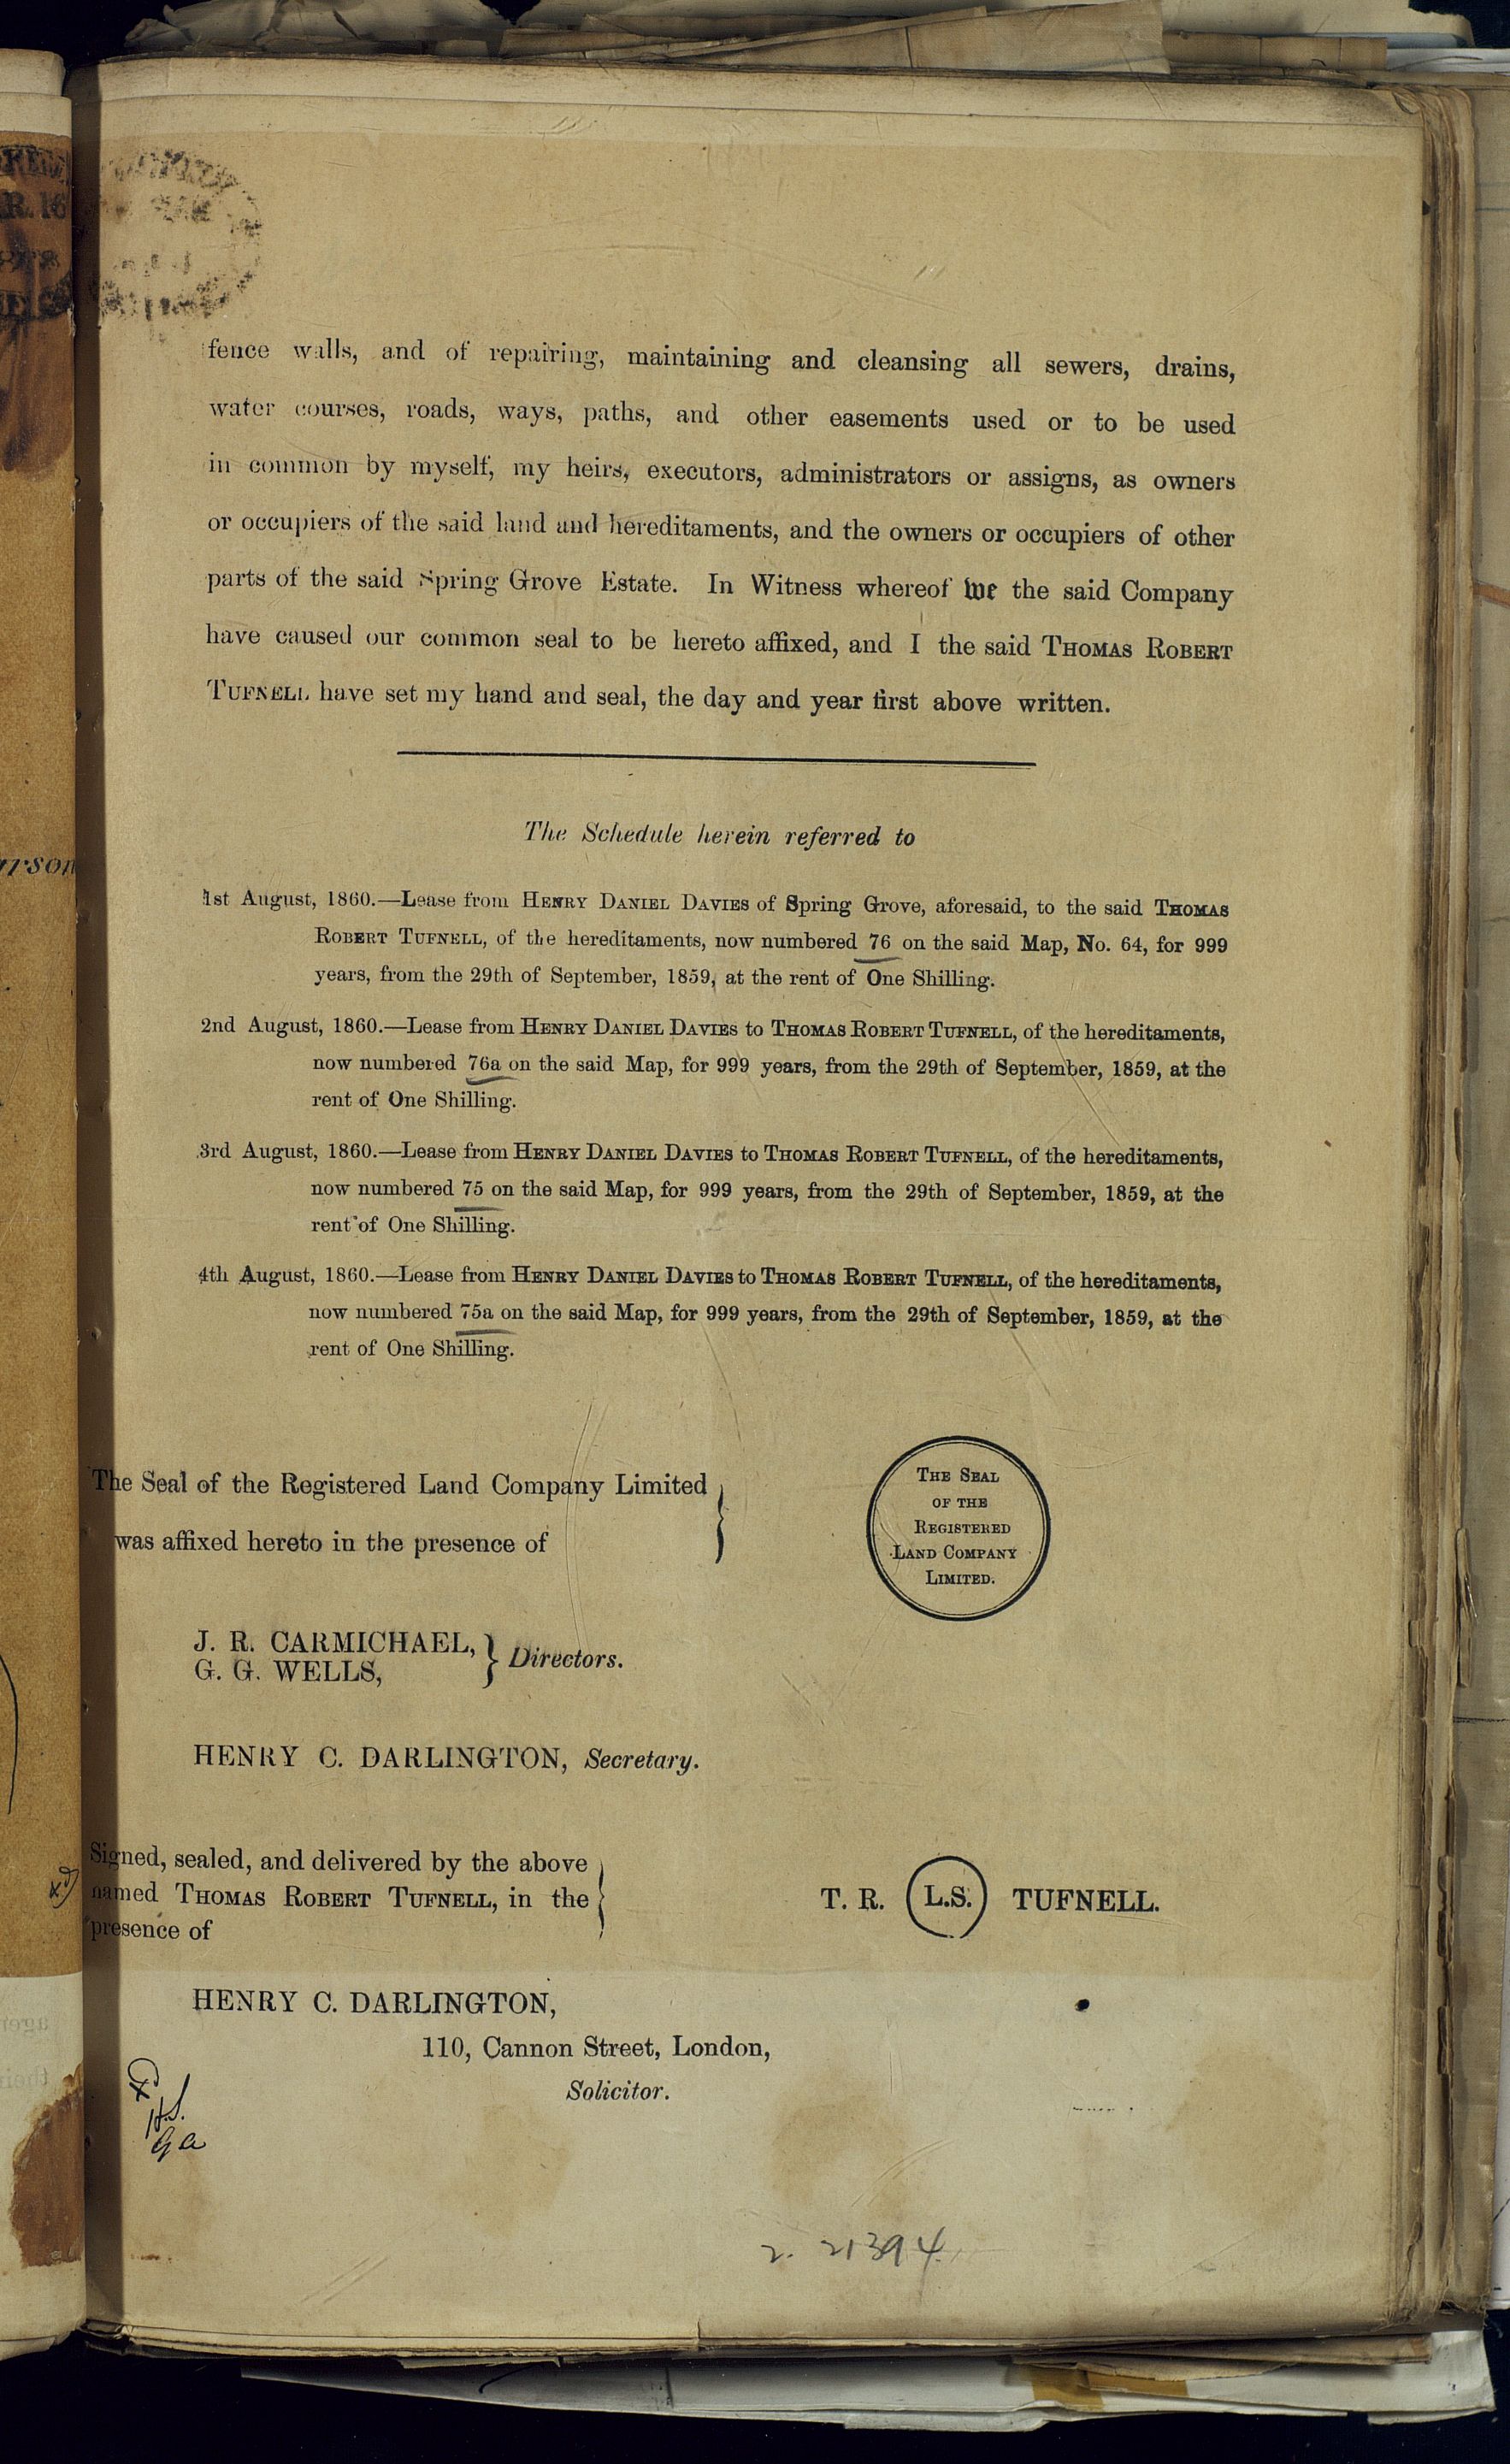 fence walls, and of repairing, maintaining and cleansing all sewers, drains,
water courses, roads, ways, paths, and other easements used or to be used
in common by myself, my heirs, executors, administrators or assigns, as owners
or occupiers of the said land and hereditaments, and the owners or occupiers of other
parts of the said Spring Grove Estate. In Witness whereof we the said Company
have caused our common seal to be hereto affixed, and I the said THOMAS ROBERT
TUFNELL have set my hand and seal, the day and year first above written.
The Schedule herein referred to
1st August, 1860.—Lease from HENRY DANIEL DAVIES of Spring Grove, aforesaid, to the said THOMAS
ROBERT TUFNELL, of the hereditaments, now numbered 76 on the said Map, No. 64, for 999
years, from the 29th of September, 1859, at the rent of One Shilling.
2nd August, 1860.—Lease from HENRY DANIEL DAVIES to THOMAS ROBERT TUFNELL, of the hereditaments,
now numbered 76a on the said Map, for 999 years, from the 29th of September, 1859, at the
rent of One Shilling.
3rd August, 1860.—Lease from HENRY DANIEL DAVIES to THOMAS ROBERT TUFNELL, of the hereditaments,
now numbered 75 on the said Map, for 999 years, from the 29th of September, 1859, at the
rent of One Shilling.
4th August, 1860.—Lease from HENRY DANIEL DAVIES to THOMAS ROBERT TUFNELL, of the hereditaments,
now numbered 75a on the said Map, for 999 years, from the 29th of September, 1859, at the
rent of One Shilling.
The Seal of the Registered Land Company Limited
was affixed hereto in the presence of
THE SEAL
OF THE
REGISTERED
LAND COMPANY
LIMITED.
J. R. CARMICHAEL,
G. G. WELLS,
Directors.
HENRY C. DARLINGTON, Secretary.
Signed, sealed, and delivered by the above
named THOMAS ROBERT TUFNELL, in the
presence of
T. R. L.S. TUFNELL.
HENRY C. DARLINGTON,
110, Cannon Street, London,
Solicitor.
2. 21394